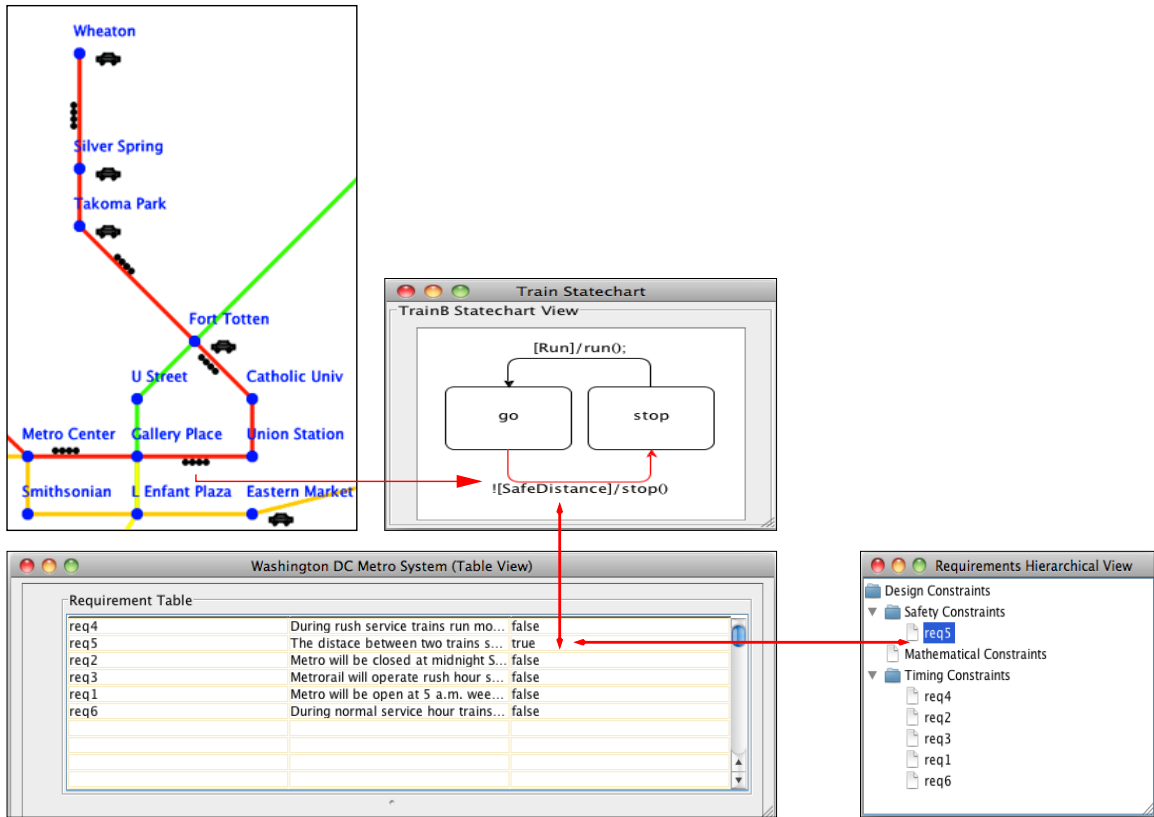 Wheaton
Silver Spring
Takoma Park
Fort Totten
U Street
Catholic Univ
Metro Center
Gallery Place
Union Station
Smithsonian
L Enfant Plaza
Eastern Market
Train Statechart
TrainB Statechart View
[Run]/run();
go
stop
![SafeDistance]/stop()
Washington DC Metro System (Table View)
Requirement Table
req4 During rush service trains run mo... false
req5 The distace between two trains s... true
req2 Metro will be closed at midnight S... false
req3 Metrorail will operate rush hour s... false
req1 Metro will be open at 5 a.m. wee... false
req6 During normal service hour trains... false
Requirements Hierarchical View
Design Constraints
Safety Constraints
req5
Mathematical Constraints
Timing Constraints
req4
req2
req3
req1
req6